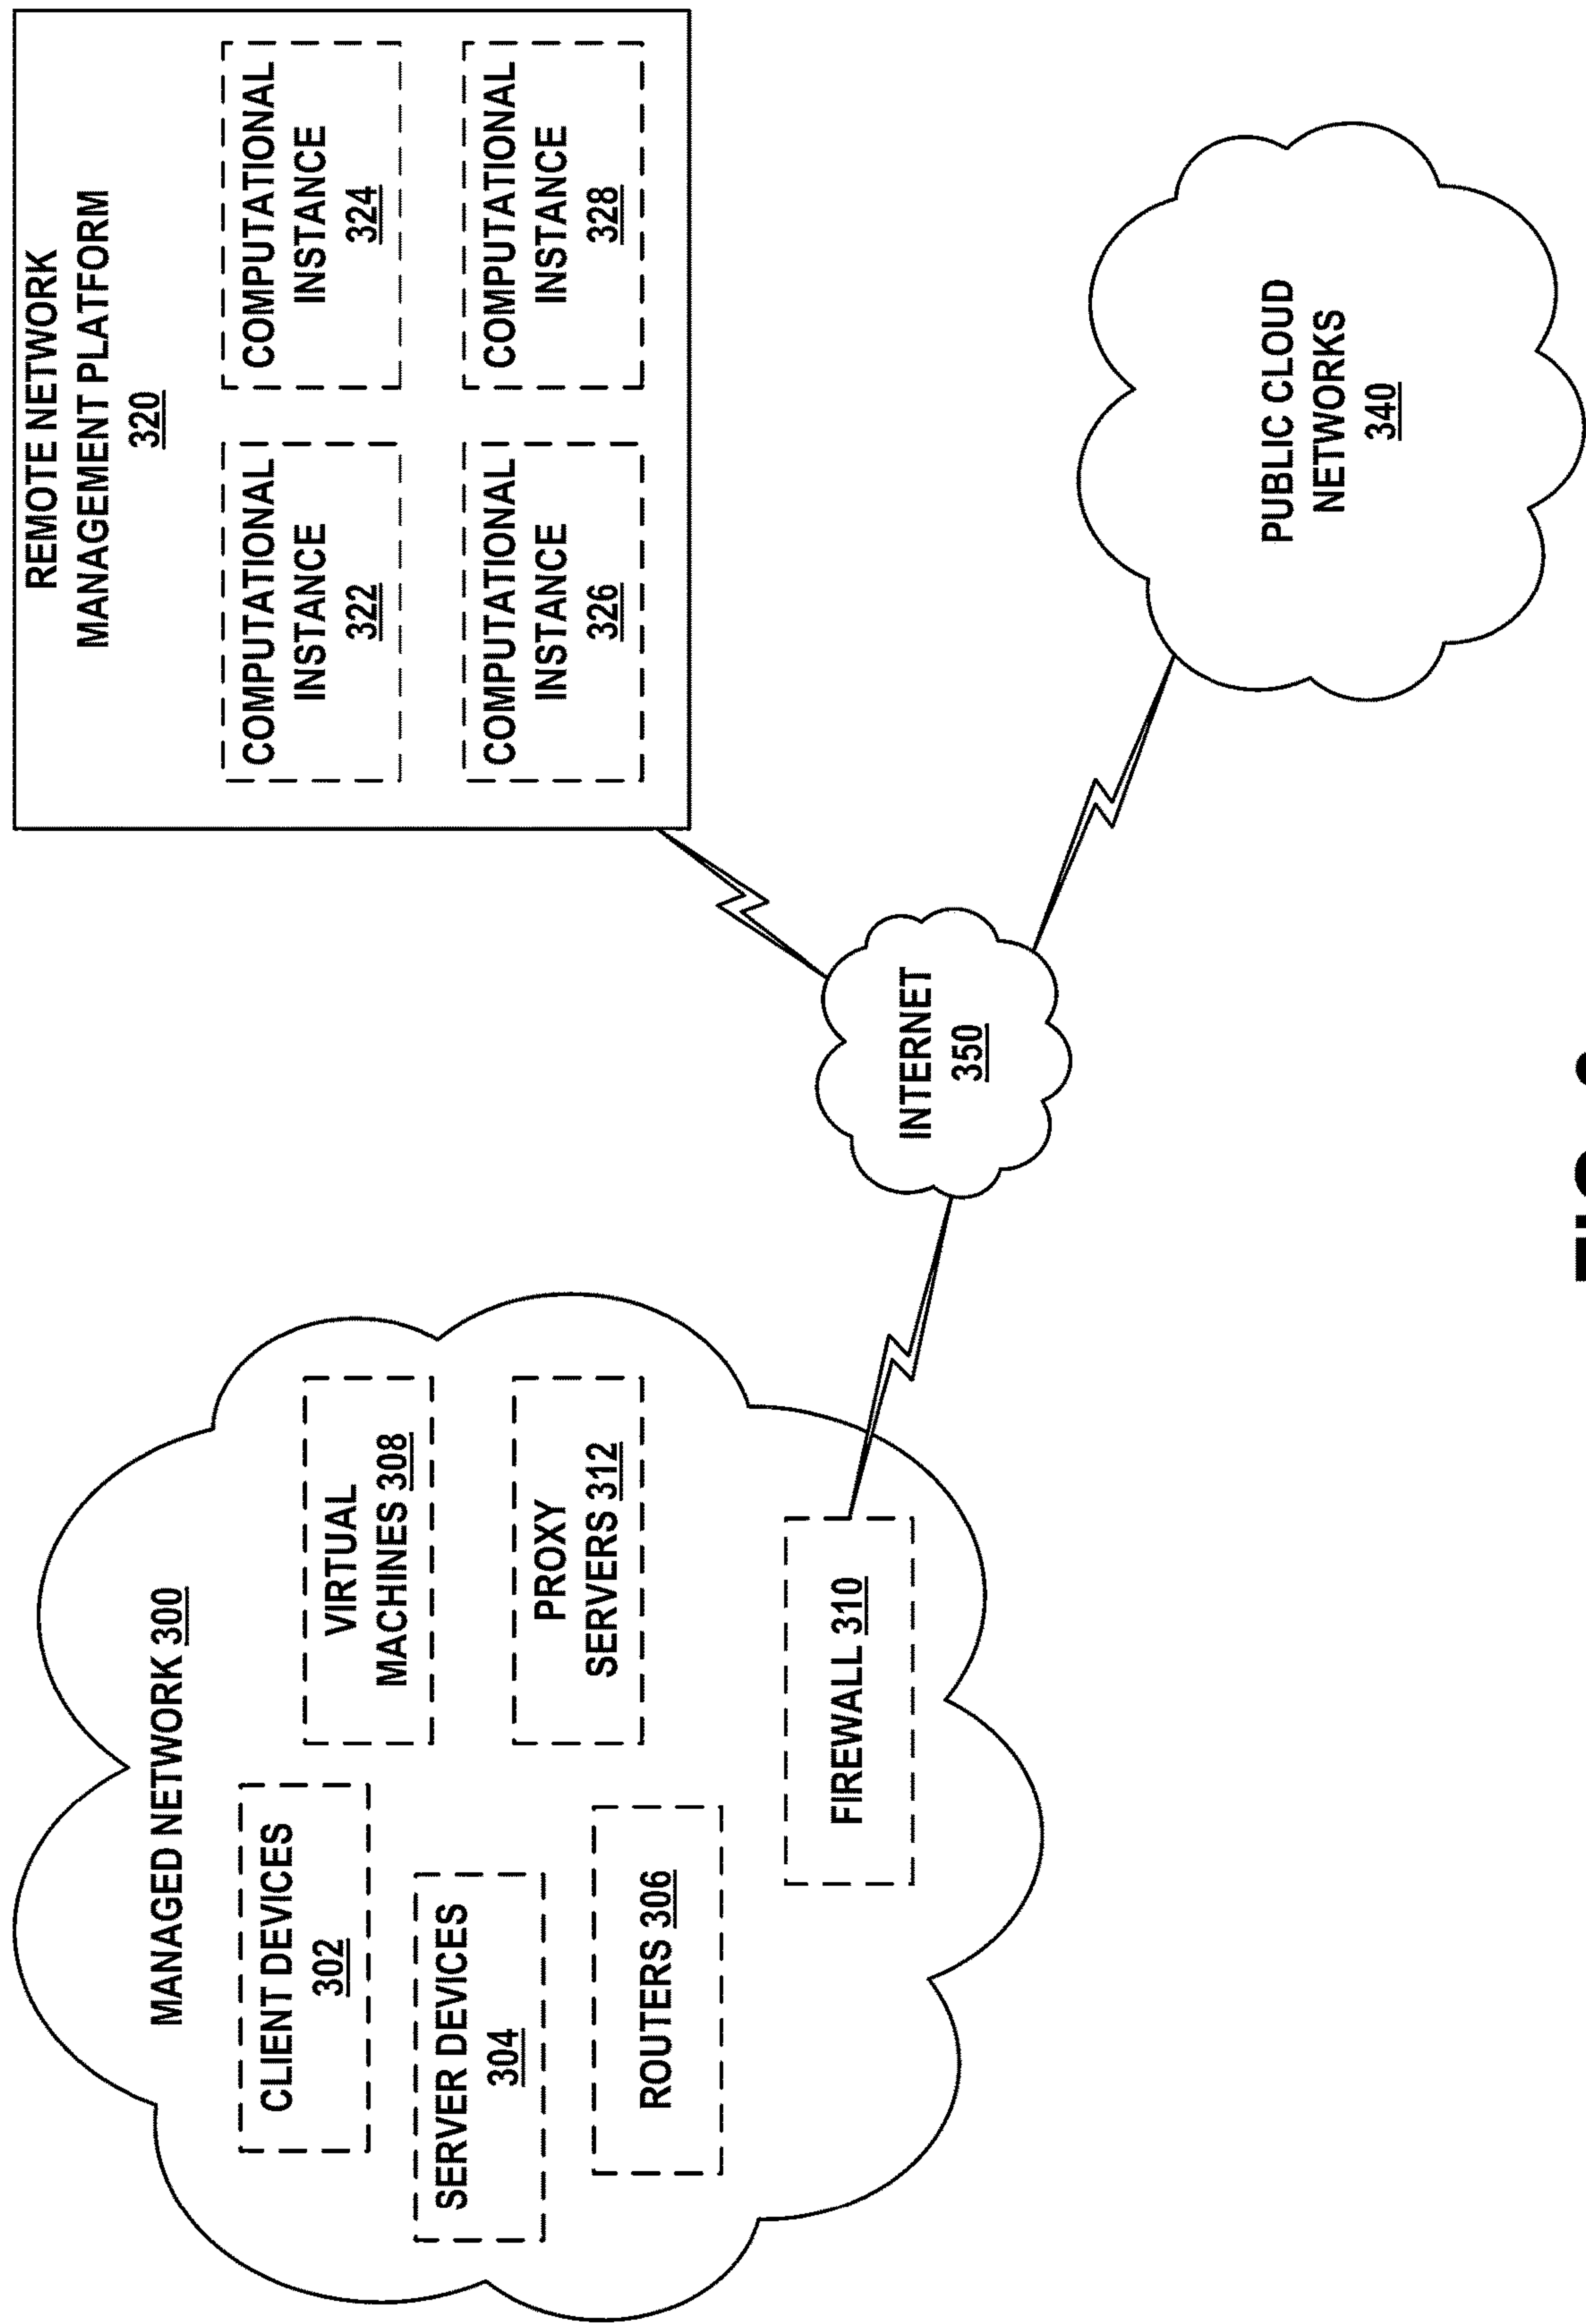 MANAGED NETWORK 300
CLIENT DEVICES
302
VIRTUAL
MACHINES 308
SERVER DEVICES
304
PROXY
SERVERS 312
ROUTERS 306
FIREWALL 310
INTERNET
350
REMOTE NETWORK
MANAGEMENT PLATFORM
320
COMPUTATIONAL
INSTANCE
322
COMPUTATIONAL
INSTANCE
324
COMPUTATIONAL
INSTANCE
326
COMPUTATIONAL
INSTANCE
328
PUBLIC CLOUD
NETWORKS
340